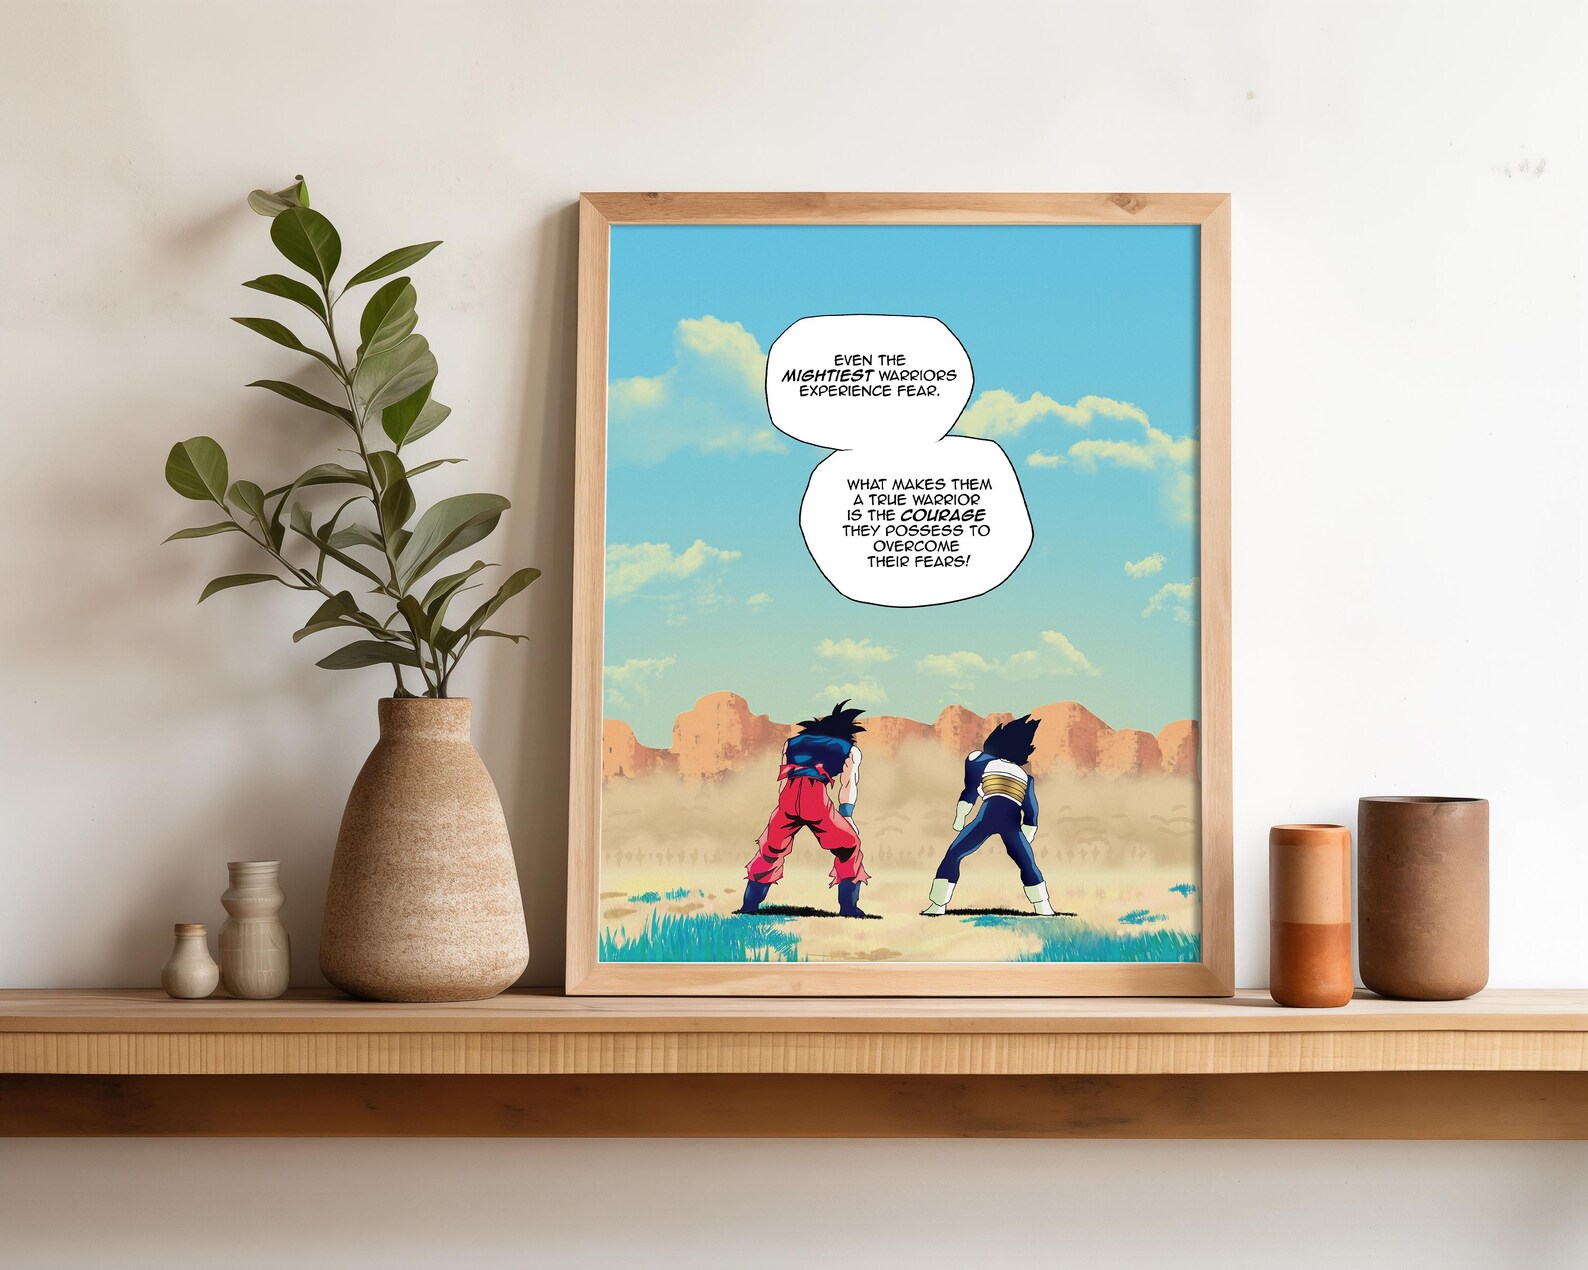 EVEN THE
MIGHTIEST WARRIORS
EXPERIENCE FEAR.
WHAT MAKES THEM
A TRUE WARRIOR
IS THE COURAGE
THEY POSSESS TO
OVERCOME
THEIR FEARS!